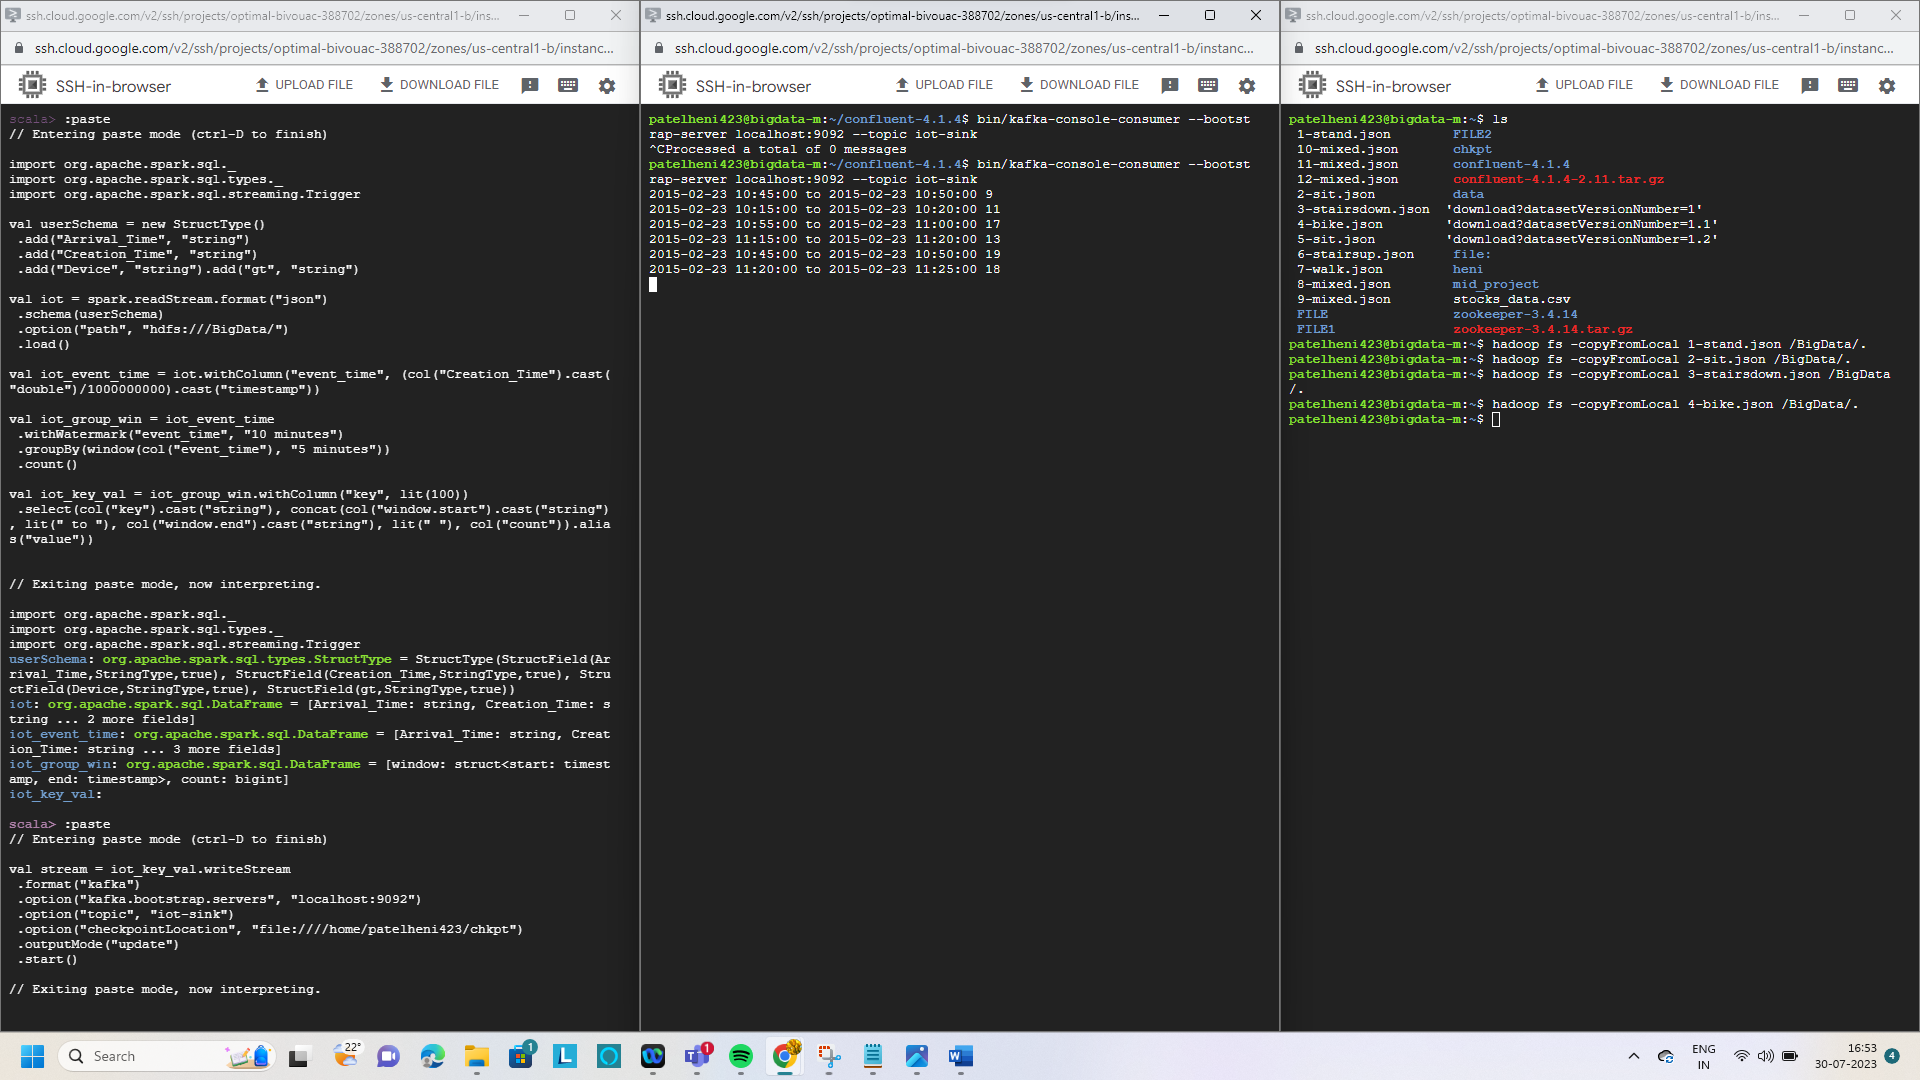 ssh.cloud.google.com/v2/ssh/projects/optimal-bivouac-388702/zones/us-central1-b/ins...
ssh.cloud.google.com/v2/ssh/projects/optimal-bivouac-388702/zones/us-central1-b/instanc...
SSH-in-browser
UPLOAD FILE
DOWNLOAD FILE
scala> :paste
// Entering paste mode (ctrl-D to finish)
import org.apache.spark.sql._
import org.apache.spark.sql.types._
import org.apache.spark.sql.streaming.Trigger
val userSchema = new StructType()
.add("Arrival_Time", "string")
.add("Creation_Time", "string")
.add("Device", "string").add("gt", "string")
val iot = spark.readStream.format("json")
.schema(userSchema)
.option("path", "hdfs:///BigData/")
.load()
val iot_event_time = iot.withColumn("event_time", (col("Creation_Time").cast(
"double")/1000000000).cast("timestamp"))
val iot_group_win = iot_event_time
.withWatermark("event_time", "10 minutes")
.groupBy(window(col("event_time"), "5 minutes"))
.count()
val iot_key_val = iot_group_win.withColumn("key", lit(100))
.select(col("key").cast("string"), concat(col("window.start").cast("string")
, lit(" to "), col("window.end").cast("string"), lit(" "), col("count")).alia
s("value"))
// Exiting paste mode, now interpreting.
import org.apache.spark.sql._
import org.apache.spark.sql.types._
import org.apache.spark.sql.streaming.Trigger
userSchema: org.apache.spark.sql.types.StructType = StructType(StructField(Ar
rival_Time,StringType,true), StructField(Creation_Time,StringType,true), Stru
ctField(Device,StringType,true), StructField(gt,StringType,true))
iot: org.apache.spark.sql.DataFrame = [Arrival_Time: string, Creation_Time: s
tring ... 2 more fields]
iot_event_time: org.apache.spark.sql.DataFrame = [Arrival_Time: string, Creat
ion_Time: string ... 3 more fields]
iot_group_win: org.apache.spark.sql.DataFrame = [window: struct<start: timest
amp, end: timestamp>, count: bigint]
iot_key_val:
scala> :paste
// Entering paste mode (ctrl-D to finish)
val stream = iot_key_val.writeStream
.format("kafka")
.option("kafka.bootstrap.servers", "localhost:9092")
.option("topic", "iot-sink")
.option("checkpointLocation", "file:////home/patelheni423/chkpt")
.outputMode("update")
.start()
// Exiting paste mode, now interpreting.
ssh.cloud.google.com/v2/ssh/projects/optimal-bivouac-388702/zones/us-central1-b/ins...
ssh.cloud.google.com/v2/ssh/projects/optimal-bivouac-388702/zones/us-central1-b/instanc...
SSH-in-browser
UPLOAD FILE
DOWNLOAD FILE
patelheni423@bigdata-m:~/confluent-4.1.4$ bin/kafka-console-consumer --bootst
rap-server localhost:9092 --topic iot-sink
^CProcessed a total of 0 messages
patelheni423@bigdata-m:~/confluent-4.1.4$ bin/kafka-console-consumer --bootst
rap-server localhost:9092 --topic iot-sink
2015-02-23 10:45:00 to 2015-02-23 10:50:00 9
2015-02-23 10:15:00 to 2015-02-23 10:20:00 11
2015-02-23 10:55:00 to 2015-02-23 11:00:00 17
2015-02-23 11:15:00 to 2015-02-23 11:20:00 13
2015-02-23 10:45:00 to 2015-02-23 10:50:00 19
2015-02-23 11:20:00 to 2015-02-23 11:25:00 18
ssh.cloud.google.com/v2/ssh/projects/optimal-bivouac-388702/zones/us-central1-b/ins...
ssh.cloud.google.com/v2/ssh/projects/optimal-bivouac-388702/zones/us-central1-b/instanc...
SSH-in-browser
UPLOAD FILE
DOWNLOAD FILE
patelheni423@bigdata-m:~$ ls
1-stand.json FILE2
10-mixed.json chkpt
11-mixed.json confluent-4.1.4
12-mixed.json confluent-4.1.4-2.11.tar.gz
2-sit.json data
3-stairsdown.json 'download?datasetVersionNumber=1'
4-bike.json 'download?datasetVersionNumber=1.1'
5-sit.json 'download?datasetVersionNumber=1.2'
6-stairsup.json file:
7-walk.json heni
8-mixed.json mid_project
9-mixed.json stocks_data.csv
FILE zookeeper-3.4.14
FILE1 zookeeper-3.4.14.tar.gz
patelheni423@bigdata-m:~$ hadoop fs -copyFromLocal 1-stand.json /BigData/.
patelheni423@bigdata-m:~$ hadoop fs -copyFromLocal 2-sit.json /BigData/.
patelheni423@bigdata-m:~$ hadoop fs -copyFromLocal 3-stairsdown.json /BigData
/.
patelheni423@bigdata-m:~$ hadoop fs -copyFromLocal 4-bike.json /BigData/.
patelheni423@bigdata-m:~$
Search
22°
1
1
ENG
IN
16:53
30-07-2023
4